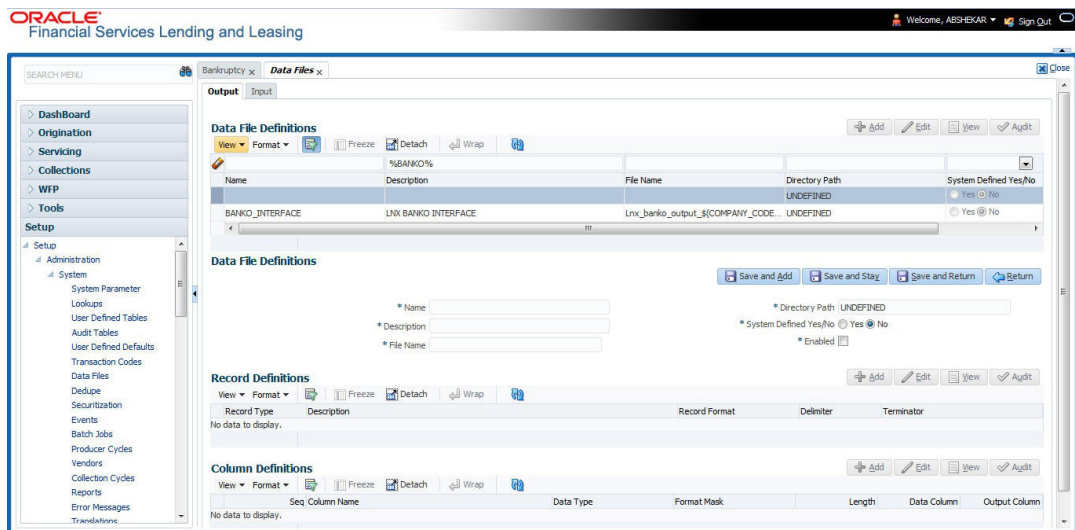 ORACLE
Financial Services Lending and Leasing
Welcome, ABSHEKAR
Sign Out
SEARCH MENU
Bankruptcy
Data Files
Close
Output
Input
DashBoard
Origination
Servicing
Collections
WFP
Tools
Setup
Setup
Administration
System
System Parameter
Lookups
User Defined Tables
Audit Tables
User Defined Defaults
Transaction Codes
Data Files
Dedupe
Securitization
Events
Batch Jobs
Producer Cycles
Vendors
Collection Cycles
Reports
Error Messages
Translations
Data File Definitions
Add Edit View Audit
View Format Freeze Detach Wrap
%BANKO%
Name Description File Name Directory Path System Defined Yes/No
UNDEFINED Yes No
BANKO_INTERFACE LNX BANKO INTERFACE Lnx_banko_output_$(COMPANY_CODE... UNDEFINED Yes No
Data File Definitions
Save and Add Save and Stay Save and Return Return
* Name
* Directory Path UNDEFINED
* Description
* System Defined Yes/No Yes No
* File Name
* Enabled
Record Definitions
Add Edit View Audit
View Format Freeze Detach Wrap
Record Type Description Record Format Delimiter Terminator
No data to display.
Column Definitions
Add Edit View Audit
View Format Freeze Detach Wrap
Seq Column Name Data Type Format Mask Length Data Column Output Column
No data to display.